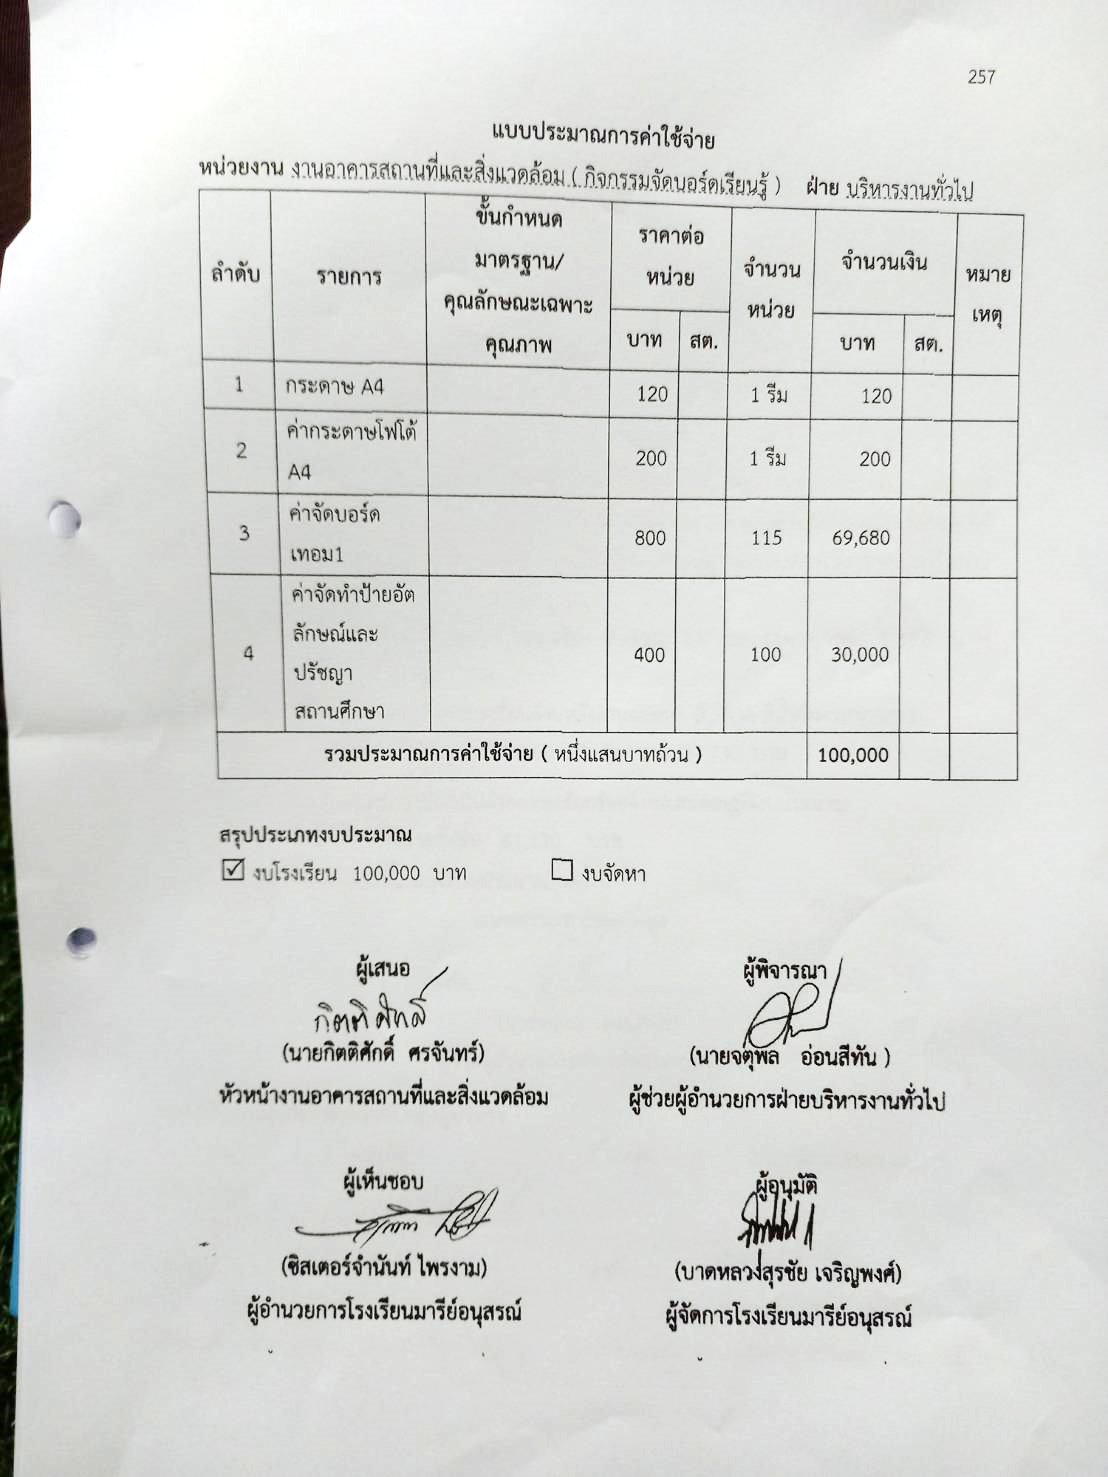 257
แบบประมาณการค่าใช้จ่าย
หน่วยงาน งานอาคารสถานที่และสิ่งแวดล้อม ( กิจกรรมจัดบอร์ดเรียนรู้ ) ฝ่าย บริหารงานทั่วไป
ลำดับ รายการ ขั้นกำหนด มาตรฐาน/ คุณลักษณะเฉพาะ คุณภาพ ราคาต่อ หน่วย จำนวน หน่วย จำนวนเงิน หมาย เหตุ
บาท สต. บาท สต.
1 กระดาษ A4 120 1 รีม 120
2 ค่ากระดาษโฟโต้ A4 200 1 รีม 200
3 ค่าจัดบอร์ด เทอม1 800 115 69,680
4 ค่าจัดทำป้ายอัต ลักษณ์และ ปรัชญา สถานศึกษา 400 100 30,000
รวมประมาณการค่าใช้จ่าย ( หนึ่งแสนบาทถ้วน ) 100,000
สรุปประเภทงบประมาณ
☑ งบโรงเรียน 100,000 บาท ☐ งบจัดหา
ผู้เสนอ ผู้พิจารณา
กิตติศักดิ์
(นายกิตติศักดิ์ ศรจันทร์) (นายจตุพล อ่อนสีทัน )
หัวหน้างานอาคารสถานที่และสิ่งแวดล้อม ผู้ช่วยผู้อำนวยการฝ่ายบริหารงานทั่วไป
ผู้เห็นชอบ ผู้อนุมัติ
(ซิสเตอร์จำนันท์ ไพรงาม) (บาดหลวงสุรชัย เจริญพงศ์)
ผู้อำนวยการโรงเรียนมารีย์อนุสรณ์ ผู้จัดการโรงเรียนมารีย์อนุสรณ์